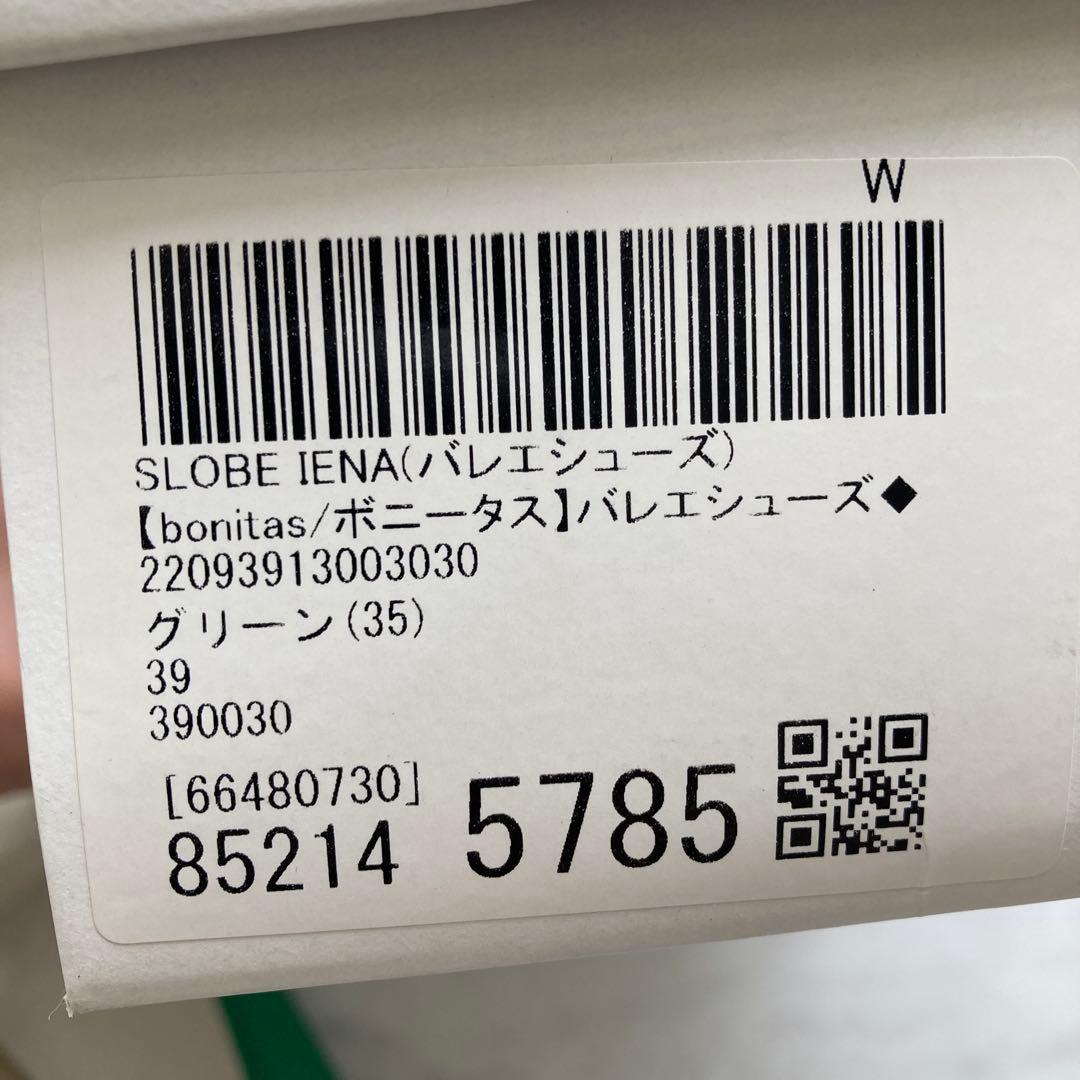 W
SLOBE IENA(バレエシューズ)
【bonitas/ボニータス】バレエシューズ◆
22093913003030
グリーン(35)
39
390030
[66480730]
85214 5785